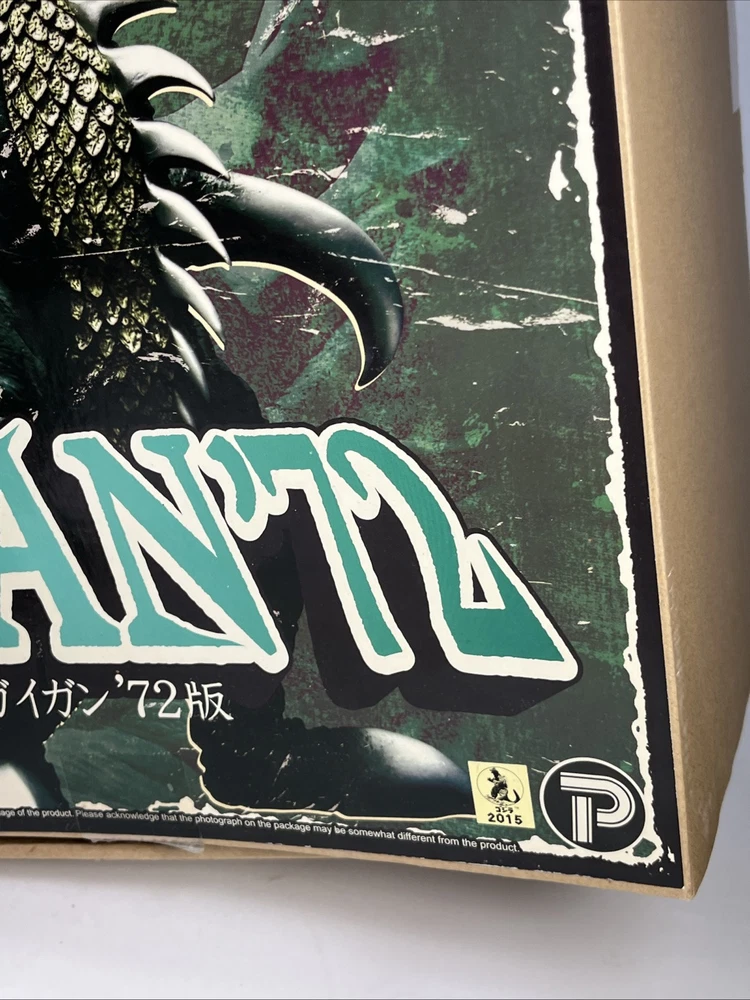 AN'72
ガイガン'72版
ゴジラ
2015
P
age of the product. Please acknowledge that the photograph on the package may be somewhat different from the product.